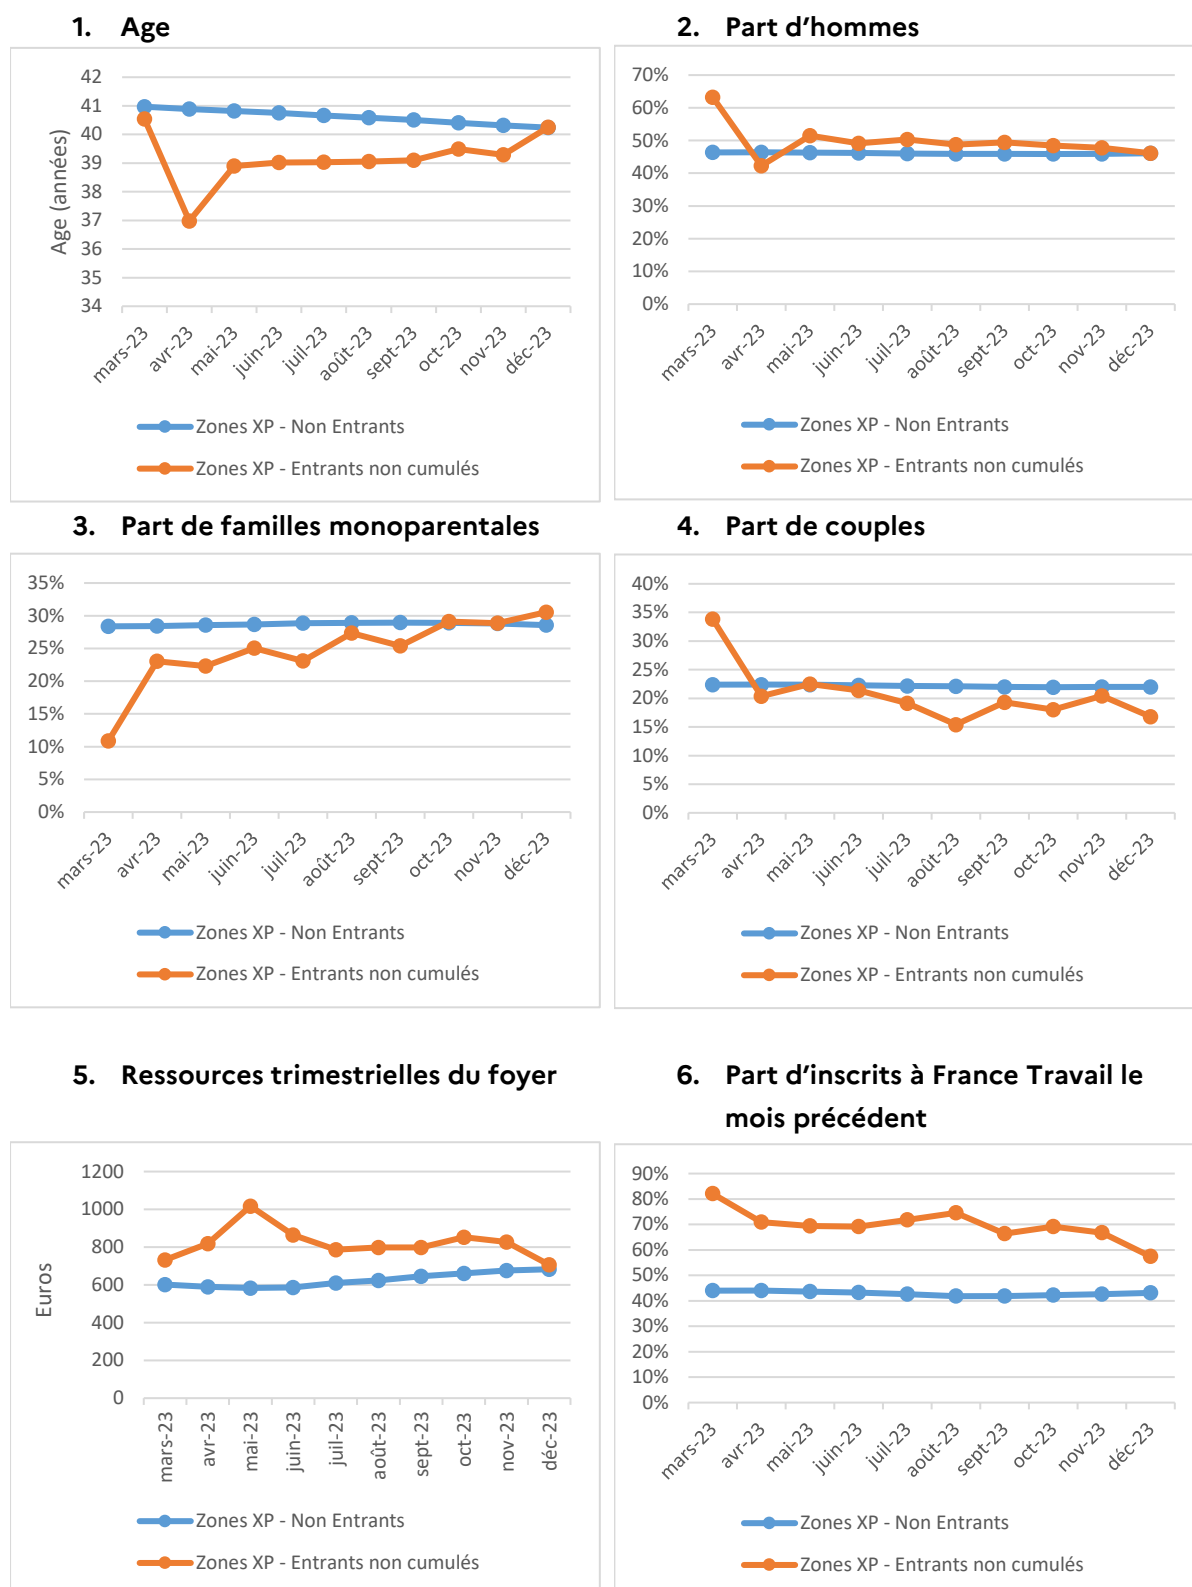 1. Age
42
41
40
39
38
37
36
35
34
Age (années)
mars-23
avr-23
mai-23
juin-23
juil-23
août-23
sept-23
oct-23
nov-23
déc-23
Zones XP - Non Entrants
Zones XP - Entrants non cumulés
2. Part d'hommes
70%
60%
50%
40%
30%
20%
10%
0%
mars-23
avr-23
mai-23
juin-23
juil-23
août-23
sept-23
oct-23
nov-23
déc-23
Zones XP - Non Entrants
Zones XP - Entrants non cumulés
3. Part de familles monoparentales
35%
30%
25%
20%
15%
10%
5%
0%
mars-23
avr-23
mai-23
juin-23
juil-23
août-23
sept-23
oct-23
nov-23
déc-23
Zones XP - Non Entrants
Zones XP - Entrants non cumulés
4. Part de couples
40%
35%
30%
25%
20%
15%
10%
5%
0%
mars-23
avr-23
mai-23
juin-23
juil-23
août-23
sept-23
oct-23
nov-23
déc-23
Zones XP - Non Entrants
Zones XP - Entrants non cumulés
5. Ressources trimestrielles du foyer
1200
1000
800
600
400
200
0
Euros
mars-23
avr-23
mai-23
juin-23
juil-23
août-23
sept-23
oct-23
nov-23
déc-23
Zones XP - Non Entrants
Zones XP - Entrants non cumulés
6. Part d'inscrits à France Travail le
mois précédent
90%
80%
70%
60%
50%
40%
30%
20%
10%
0%
mars-23
avr-23
mai-23
juin-23
juil-23
août-23
sept-23
oct-23
nov-23
déc-23
Zones XP - Non Entrants
Zones XP - Entrants non cumulés